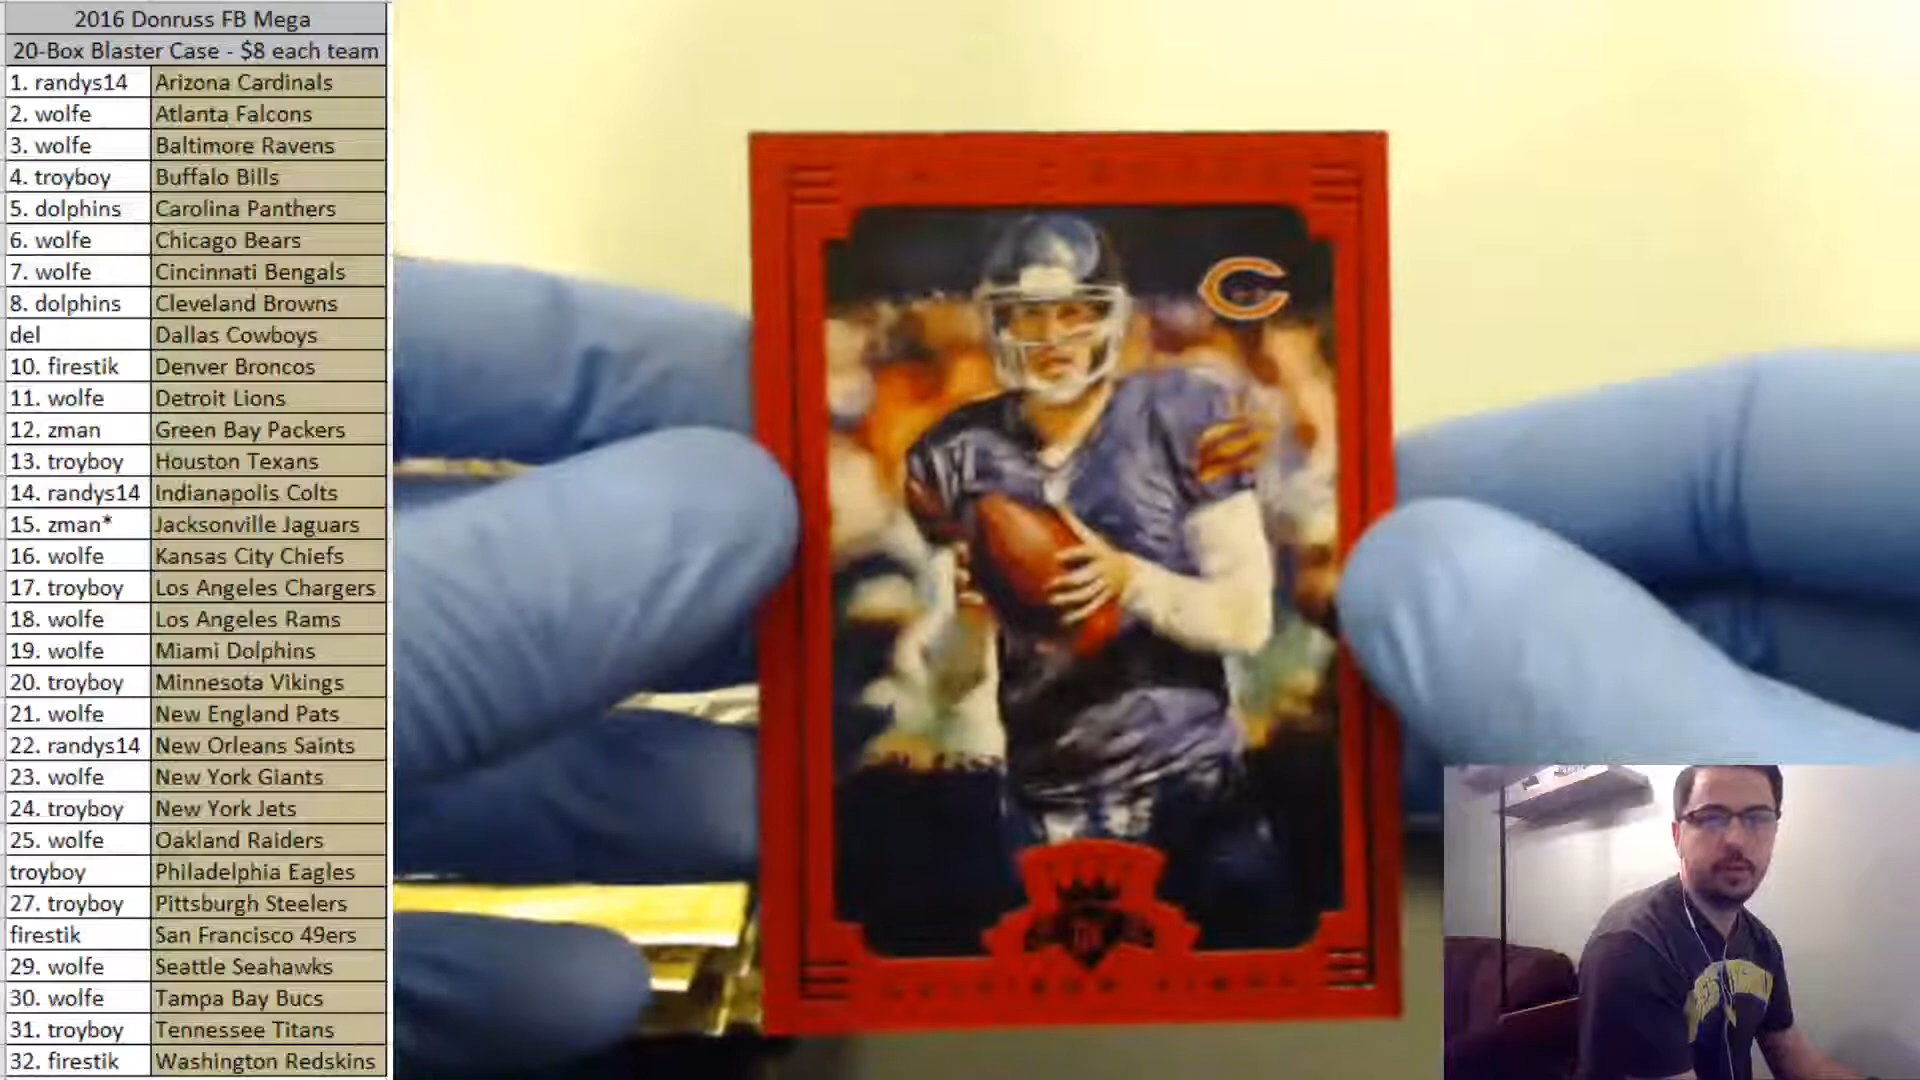 2016 Donruss FB Mega
20-Box Blaster Case - $8 each team
1. randys14 Arizona Cardinals
2. wolfe Atlanta Falcons
3. wolfe Baltimore Ravens
4. troyboy Buffalo Bills
5. dolphins Carolina Panthers
6. wolfe Chicago Bears
7. wolfe Cincinnati Bengals
8. dolphins Cleveland Browns
del Dallas Cowboys
10. firestik Denver Broncos
11. wolfe Detroit Lions
12. zman Green Bay Packers
13. troyboy Houston Texans
14. randys14 Indianapolis Colts
15. zman* Jacksonville Jaguars
16. wolfe Kansas City Chiefs
17. troyboy Los Angeles Chargers
18. wolfe Los Angeles Rams
19. wolfe Miami Dolphins
20. troyboy Minnesota Vikings
21. wolfe New England Pats
22. randys14 New Orleans Saints
23. wolfe New York Giants
24. troyboy New York Jets
25. wolfe Oakland Raiders
troyboy Philadelphia Eagles
27. troyboy Pittsburgh Steelers
firestik San Francisco 49ers
29. wolfe Seattle Seahawks
30. wolfe Tampa Bay Bucs
31. troyboy Tennessee Titans
32. firestik Washington Redskins